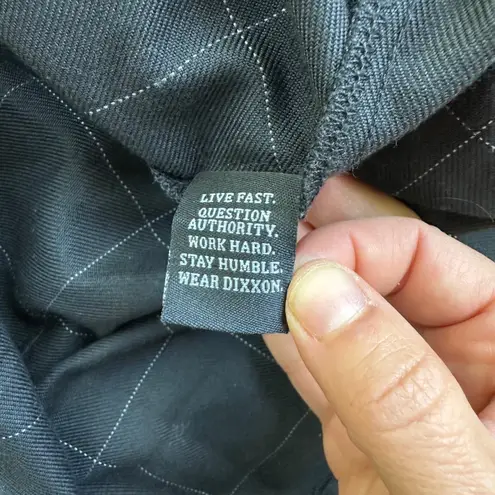 LIVE FAST.
QUESTION
AUTHORITY.
WORK HARD.
STAY HUMBLE.
WEAR DIXXON.